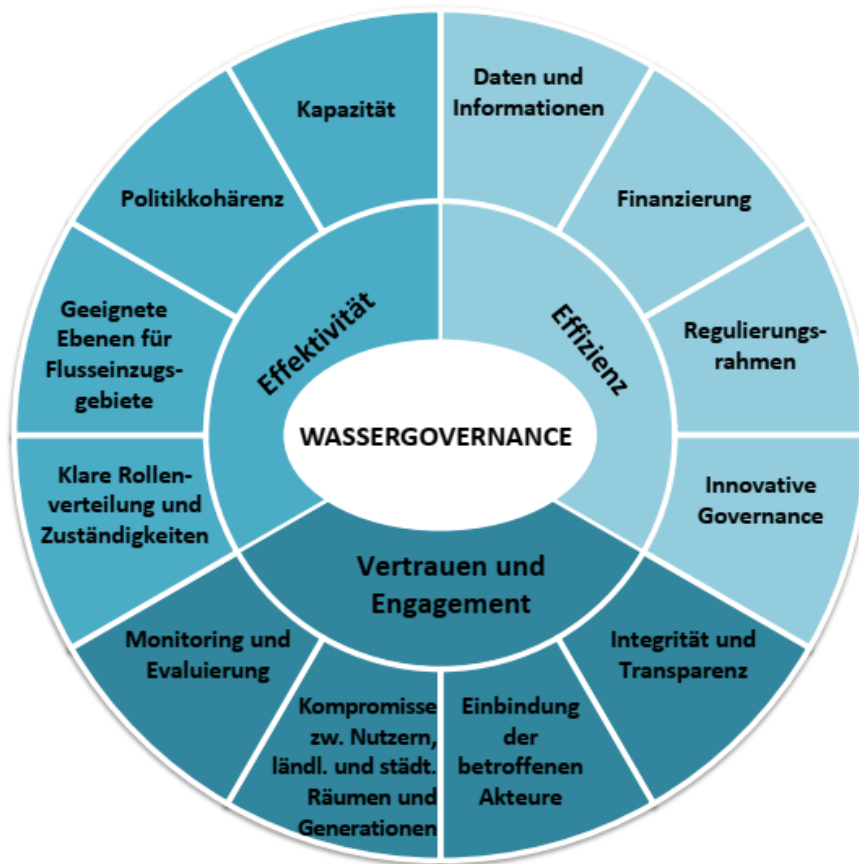 WASSERGOVERNANCE
Effektivität
Kapazität
Politikkohärenz
Geeignete
Ebenen für
Flusseinzugs-
gebiete
Klare Rollen-
verteilung und
Zuständigkeiten
Effizienz
Daten und
Informationen
Finanzierung
Regulierungs-
rahmen
Innovative
Governance
Vertrauen und
Engagement
Integrität und
Transparenz
Einbindung
der
betroffenen
Akteure
Kompromisse
zw. Nutzern,
ländl. und städt.
Räumen und
Generationen
Monitoring und
Evaluierung